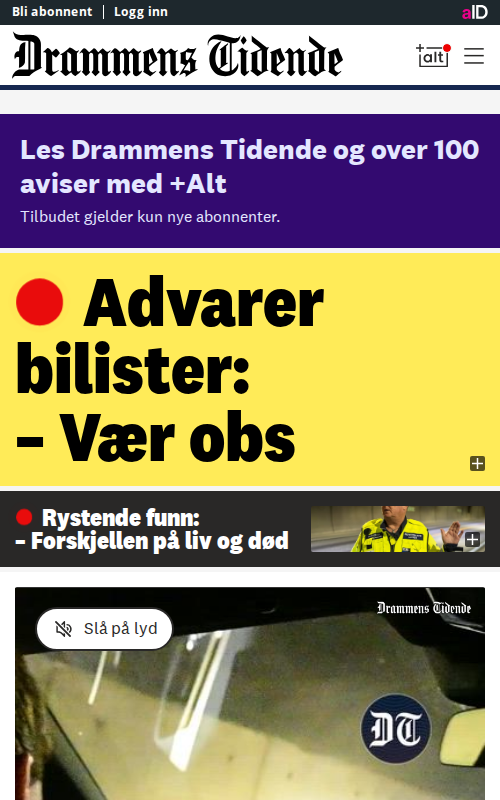 Bli abonnent | Logg inn
aID
Drammens Tidende
+alt
Les Drammens Tidende og over 100
aviser med +Alt
Tilbudet gjelder kun nye abonnenter.
Advarer
bilister:
– Vær obs
Rystende funn:
– Forskjellen på liv og død
Drammens Tidende
Slå på lyd
DT